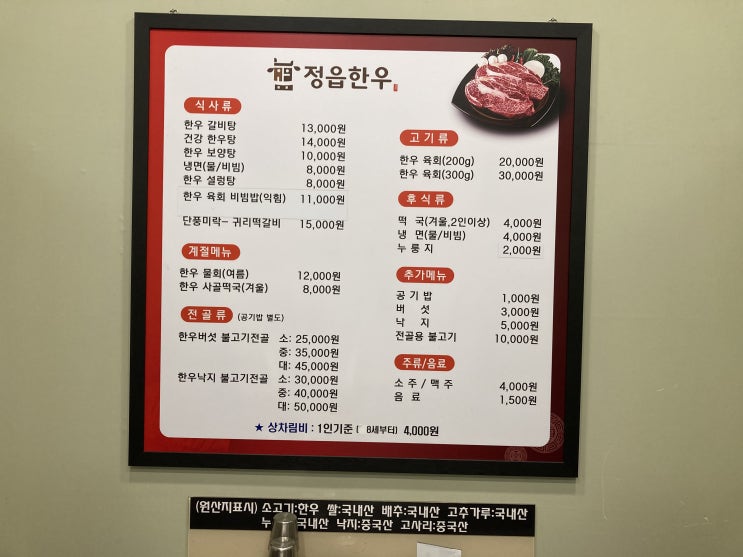 정읍한우
식사류
한우 갈비탕 13,000원
건강 한우탕 14,000원
한우 보양탕 10,000원
냉면(물/비빔) 8,000원
한우 설렁탕 8,000원
한우 육회 비빔밥(익힘) 11,000원
단풍미락- 귀리떡갈비 15,000원
계절메뉴
한우 물회(여름) 12,000원
한우 사골떡국(겨울) 8,000원
전골류 (공기밥 별도)
한우버섯 불고기전골 소: 25,000원
중: 35,000원
대: 45,000원
한우낙지 불고기전골 소: 30,000원
중: 40,000원
대: 50,000원
고기류
한우 육회(200g) 20,000원
한우 육회(300g) 30,000원
후식류
떡 국(겨울,2인이상) 4,000원
냉 면(물/비빔) 4,000원
누룽지 2,000원
추가메뉴
공기밥 1,000원
버 섯 3,000원
낙 지 5,000원
전골용 불고기 10,000원
주류/음료
소주/맥주 4,000원
음 료 1,500원
★ 상차림비 : 1인기준 ( 8세부터) 4,000원
(원산지표시) 소고기:한우 쌀:국내산 배추:국내산 고추가루:국내산
누 국내산 낙지:중국산 고사리:중국산